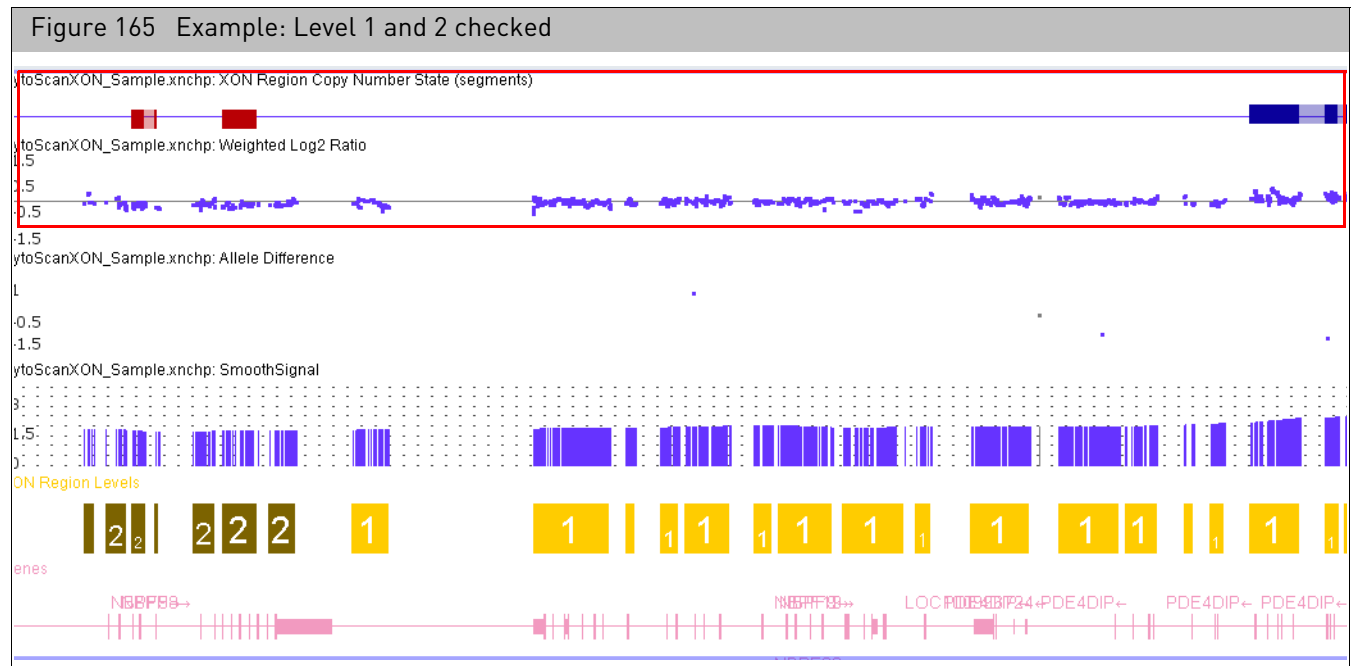 Figure 165 Example: Level 1 and 2 checked
ytoScanXON_Sample.xnchp: XON Region Copy Number State (segments)
ytoScanXON_Sample.xnchp: Weighted Log2 Ratio
1.5
0.5
-0.5
-1.5
ytoScanXON_Sample.xnchp: Allele Difference
1
-0.5
-1.5
ytoScanXON_Sample.xnchp: SmoothSignal
3
1.5
0
ON Region Levels
2 2 2 2 2 1 1 1 1 1 1 1 1 1 1 1 1 1 1
enes
PDE4DIP← PDE4DIP← PDE4DIP←